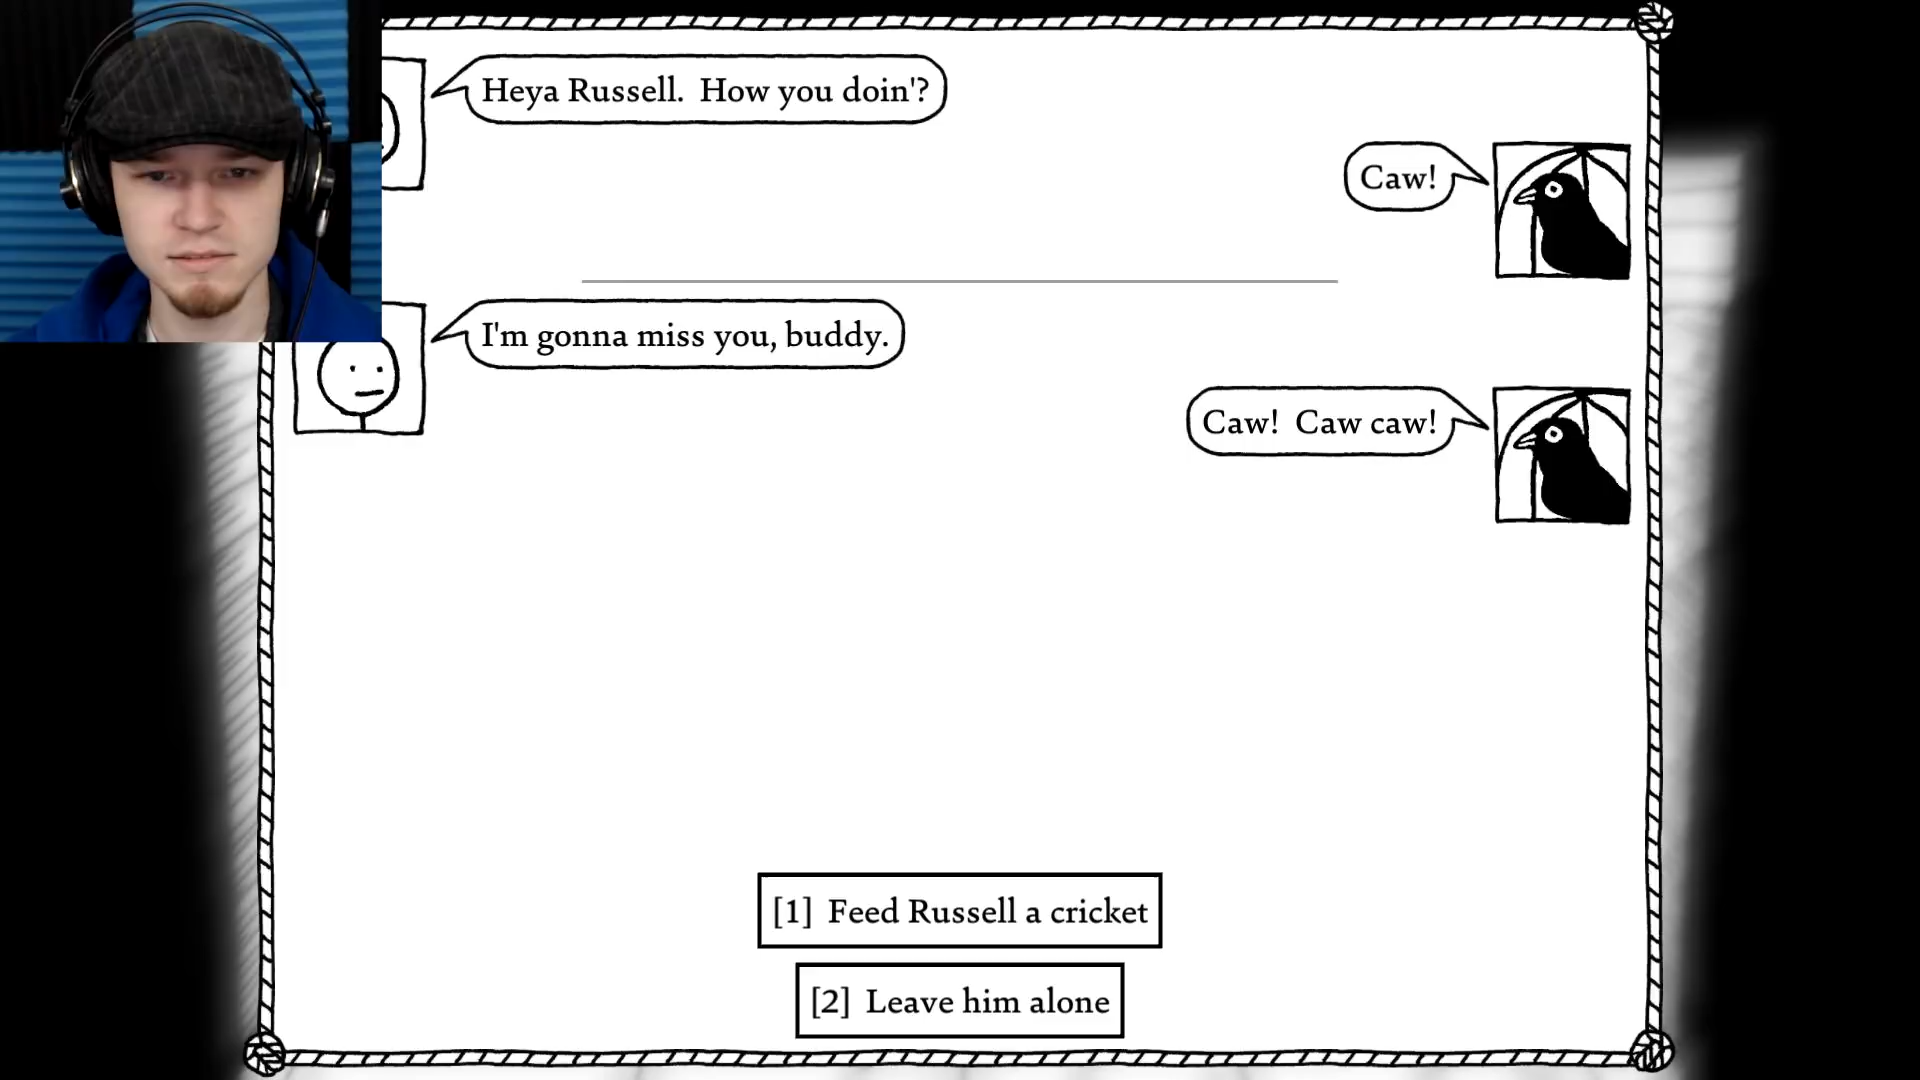 Heya Russell.  How you doin'?
Caw!
I'm gonna miss you, buddy.
Caw!  Caw caw!
[1]  Feed Russell a cricket
[2]  Leave him alone